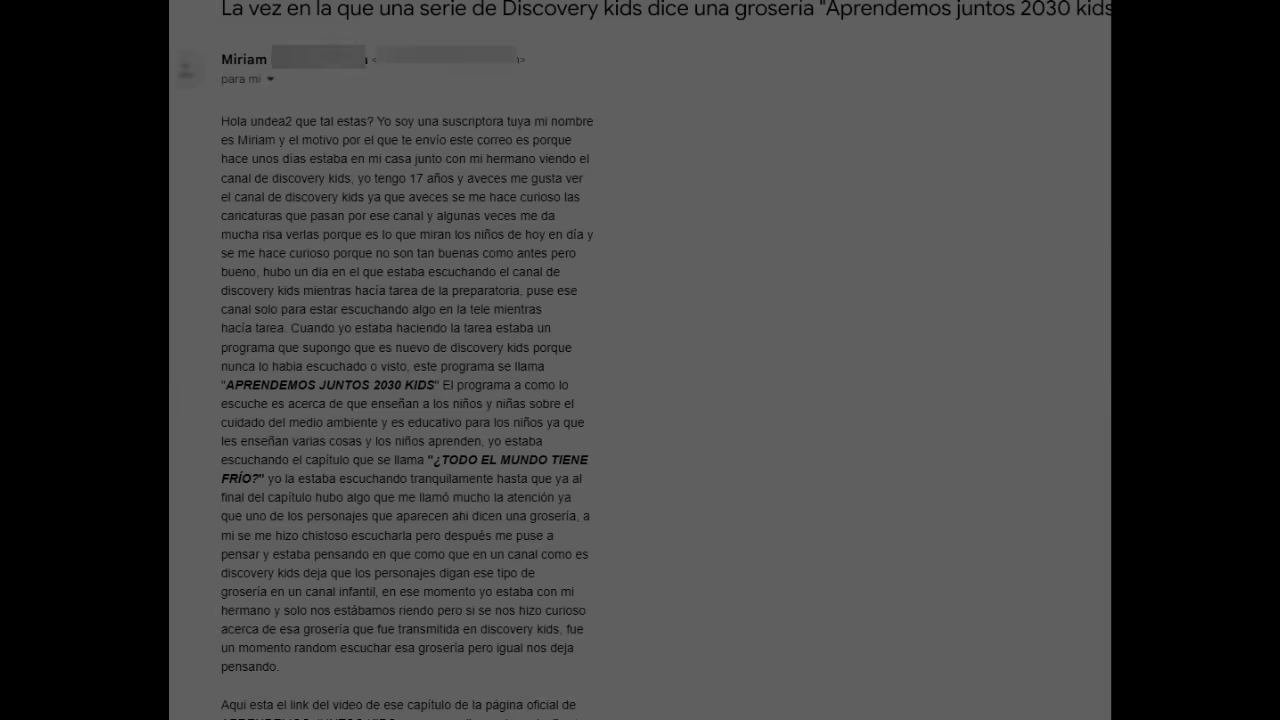 La vez en la que una serie de Discovery kids dice una grosería "Aprendemos juntos 2030 kids
Miriam
para mi
Hola undea2 que tal estas? Yo soy una suscriptora tuya mi nombre
es Miriam y el motivo por el que te envío este correo es porque
hace unos días estaba en mi casa junto con mi hermano viendo el
canal de discovery kids, yo tengo 17 años y aveces me gusta ver
el canal de discovery kids ya que aveces se me hace curioso las
caricaturas que pasan por ese canal y algunas veces me da
mucha risa verlas porque es lo que miran los niños de hoy en día y
se me hace curioso porque no son tan buenas como antes pero
bueno, hubo un dia en el que estaba escuchando el canal de
discovery kids mientras hacía tarea de la preparatoria, puse ese
canal solo para estar escuchando algo en la tele mientras
hacía tarea. Cuando yo estaba haciendo la tarea estaba un
programa que supongo que es nuevo de discovery kids porque
nunca lo habia escuchado o visto, este programa se llama
"APRENDEMOS JUNTOS 2030 KIDS" El programa a como lo
escuche es acerca de que enseñan a los niños y niñas sobre el
cuidado del medio ambiente y es educativo para los niños ya que
les enseñan varias cosas y los niños aprenden, yo estaba
escuchando el capítulo que se llama "¿TODO EL MUNDO TIENE
FRÍO?" yo la estaba escuchando tranquilamente hasta que ya al
final del capítulo hubo algo que me llamó mucho la atención ya
que uno de los personajes que aparecen ahi dicen una grosería, a
mi se me hizo chistoso escucharla pero después me puse a
pensar y estaba pensando en que como que en un canal como es
discovery kids deja que los personajes digan ese tipo de
grosería en un canal infantil, en ese momento yo estaba con mi
hermano y solo nos estábamos riendo pero si se nos hizo curioso
acerca de esa grosería que fue transmitida en discovery kids, fue
un momento random escuchar esa grosería pero igual nos deja
pensando.
Aqui esta el link del video de ese capítulo de la página oficial de